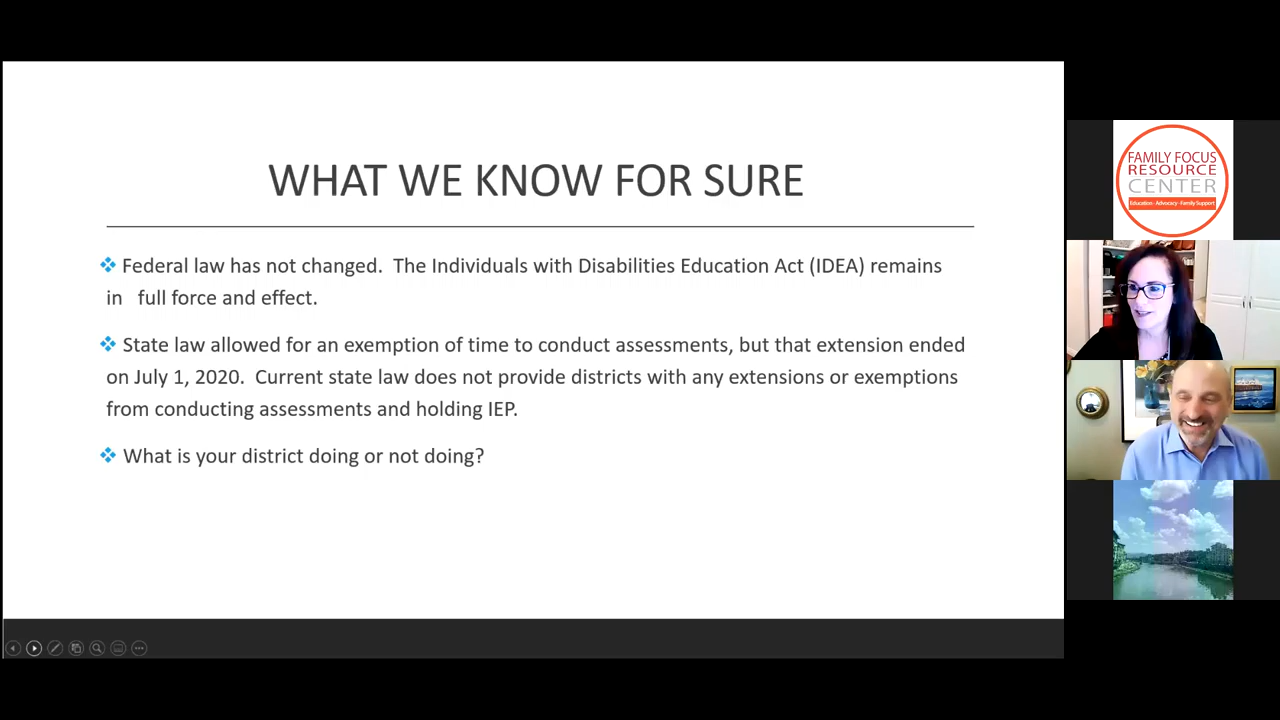 WHAT WE KNOW FOR SURE
❖ Federal law has not changed.  The Individuals with Disabilities Education Act (IDEA) remains
in   full force and effect.
❖ State law allowed for an exemption of time to conduct assessments, but that extension ended
on July 1, 2020.  Current state law does not provide districts with any extensions or exemptions
from conducting assessments and holding IEP.
❖ What is your district doing or not doing?
FAMILY FOCUS
RESOURCE
CENTER
Education · Advocacy · Family Support